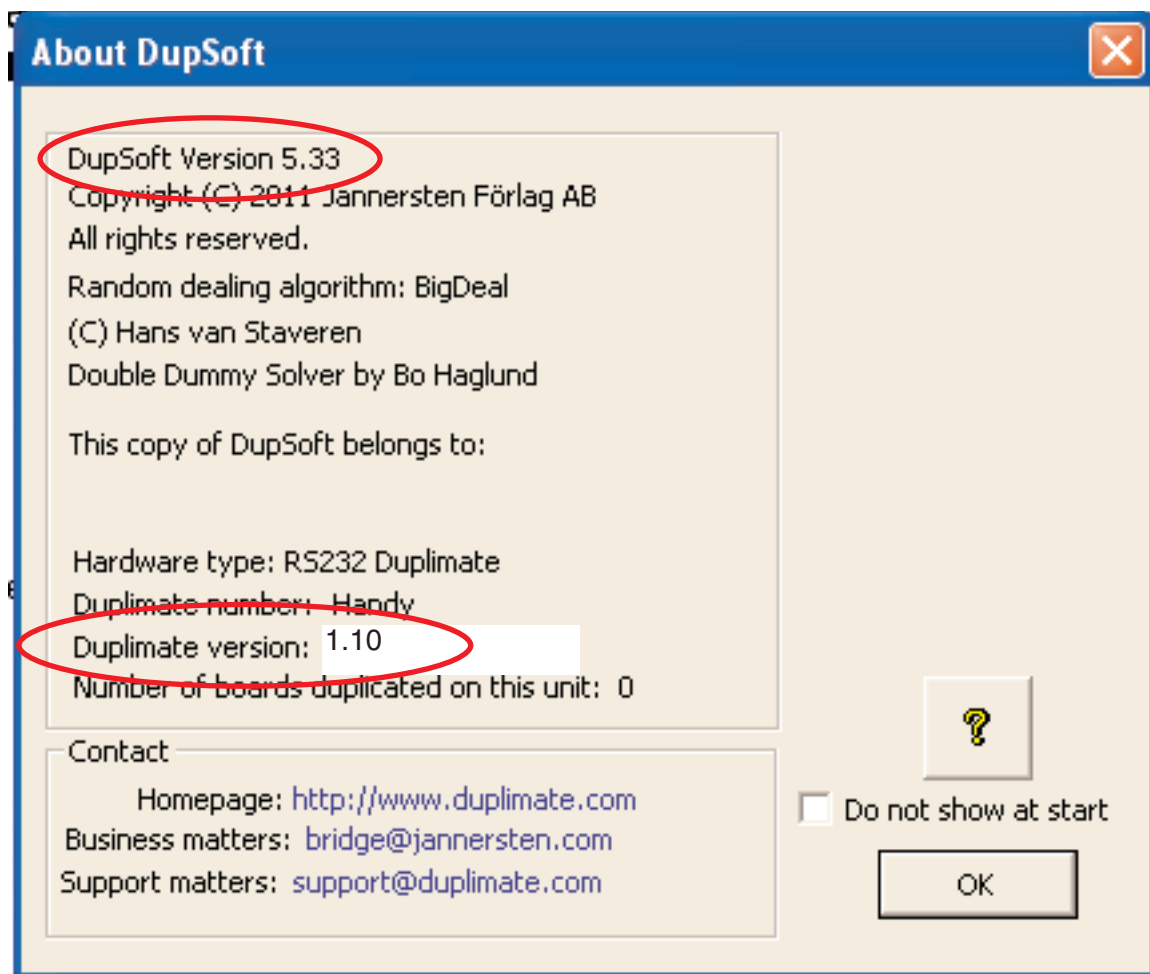 About DupSoft
DupSoft Version 5.33
Copyright (C) 2011 Jannersten Förlag AB
All rights reserved.
Random dealing algorithm: BigDeal
(C) Hans van Staveren
Double Dummy Solver by Bo Haglund
This copy of DupSoft belongs to:
Hardware type: RS232 Duplimate
Duplimate number: Handy
Duplimate version: 1.10
Number of boards duplicated on this unit: 0
?
Contact
Homepage: http://www.duplimate.com
Do not show at start
Business matters: bridge@jannersten.com
Support matters: support@duplimate.com
OK